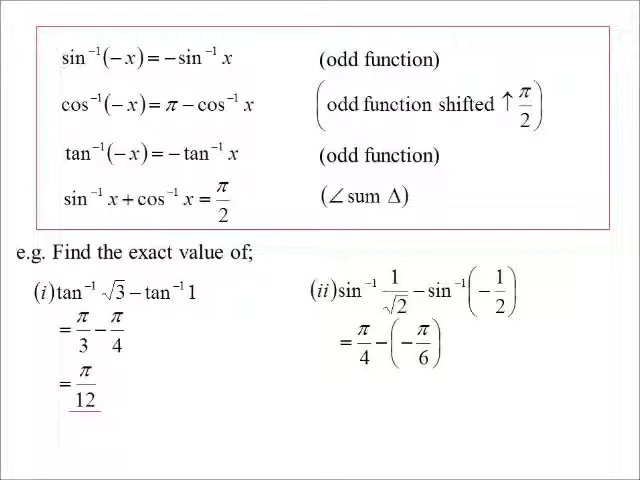 sin⁻¹(−x) = −sin⁻¹ x (odd function)
cos⁻¹(−x) = π − cos⁻¹ x (odd function shifted ↑ π/2)
tan⁻¹(−x) = −tan⁻¹ x (odd function)
sin⁻¹ x + cos⁻¹ x = π/2 (∠ sum Δ)
e.g. Find the exact value of;
(i) tan⁻¹ √3 − tan⁻¹ 1
= π/3 − π/4
= π/12
(ii) sin⁻¹ 1/√2 − sin⁻¹(−1/2)
= π/4 − (−π/6)